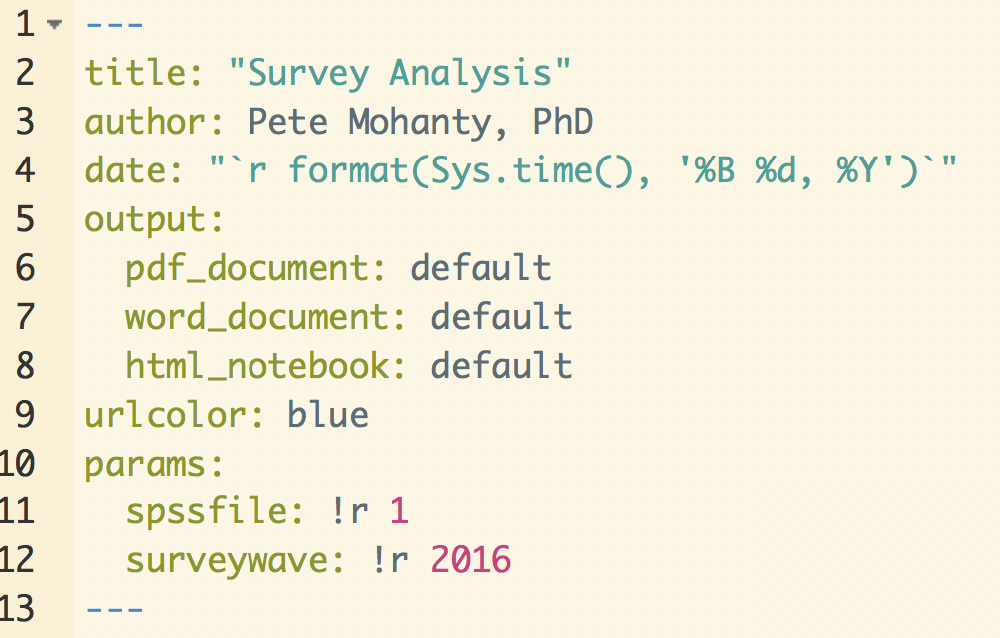 1 ---
2 title: "Survey Analysis"
3 author: Pete Mohanty, PhD
4 date: "`r format(Sys.time(), '%B %d, %Y')`"
5 output:
6   pdf_document: default
7   word_document: default
8   html_notebook: default
9 urlcolor: blue
10 params:
11   spssfile: !r 1
12   surveywave: !r 2016
13 ---